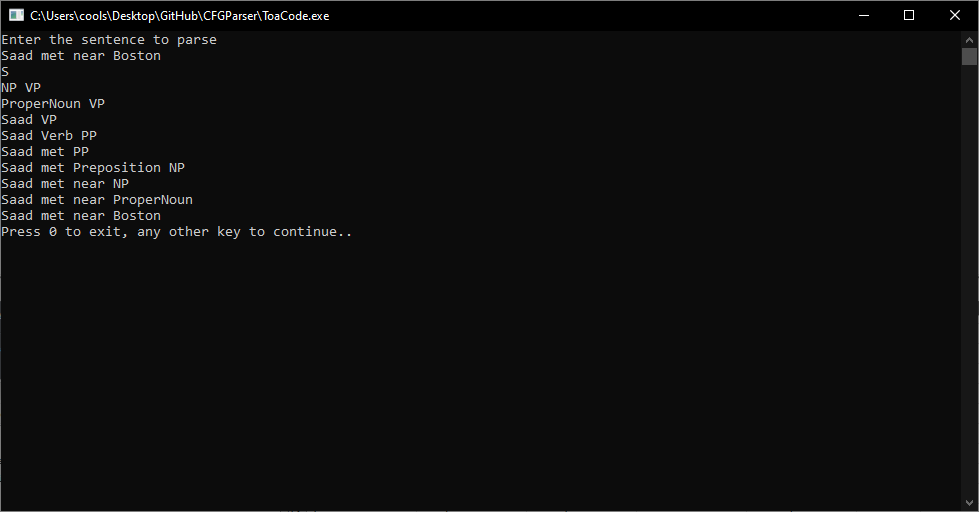 C:\Users\cools\Desktop\GitHub\CFGParser\ToaCode.exe
Enter the sentence to parse
Saad met near Boston
S
NP VP
ProperNoun VP
Saad VP
Saad Verb PP
Saad met PP
Saad met Preposition NP
Saad met near NP
Saad met near ProperNoun
Saad met near Boston
Press 0 to exit, any other key to continue..